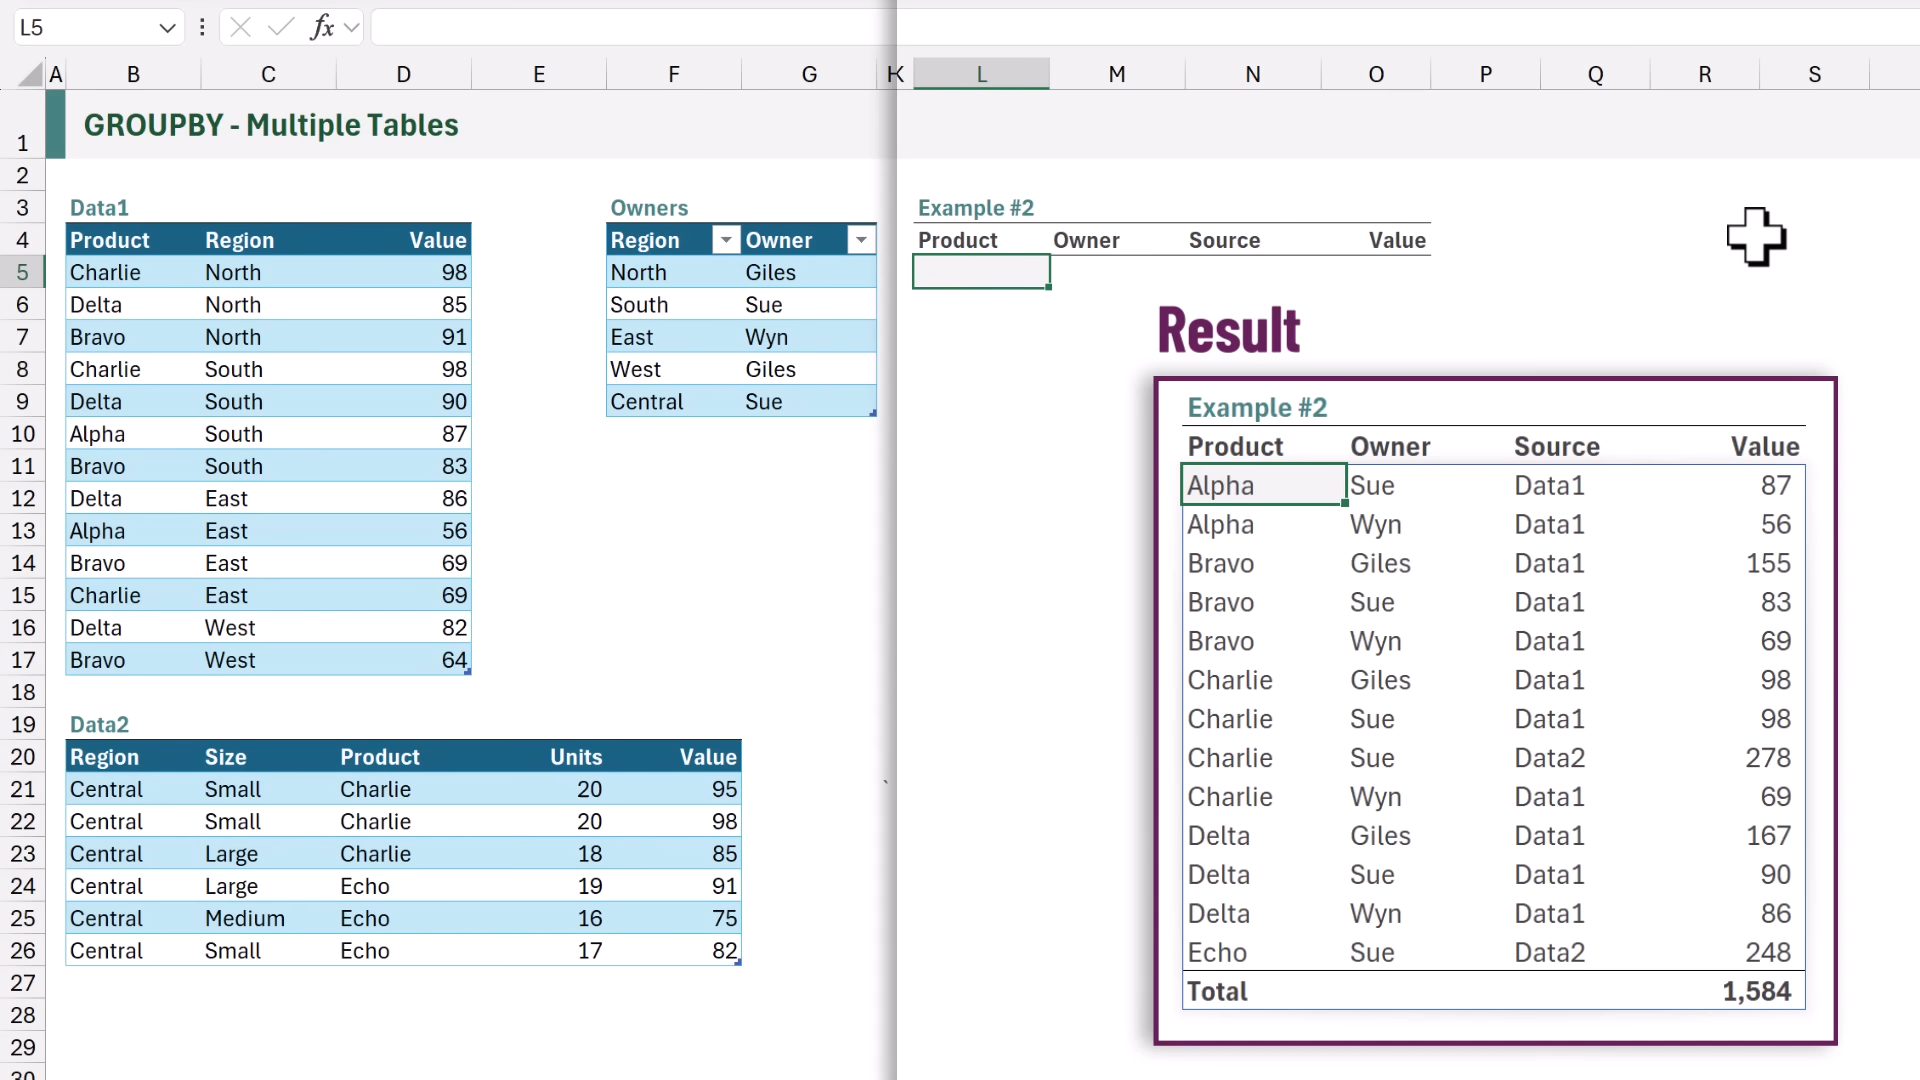 L5 fx
A B C D E F G K L M N O P Q R S
1 GROUPBY - Multiple Tables
2
3 Data1 Owners Example #2
4 Product Region Value Region Owner Product Owner Source Value
5 Charlie North 98 North Giles
6 Delta North 85 South Sue
7 Bravo North 91 East Wyn
8 Charlie South 98 West Giles
9 Delta South 90 Central Sue
10 Alpha South 87
11 Bravo South 83
12 Delta East 86
13 Alpha East 56
14 Bravo East 69
15 Charlie East 69
16 Delta West 82
17 Bravo West 64
18
19 Data2
20 Region Size Product Units Value
21 Central Small Charlie 20 95 `
22 Central Small Charlie 20 98
23 Central Large Charlie 18 85
24 Central Large Echo 19 91
25 Central Medium Echo 16 75
26 Central Small Echo 17 82
27
28
29
30
Result
Example #2
Product Owner Source Value
Alpha Sue Data1 87
Alpha Wyn Data1 56
Bravo Giles Data1 155
Bravo Sue Data1 83
Bravo Wyn Data1 69
Charlie Giles Data1 98
Charlie Sue Data1 98
Charlie Sue Data2 278
Charlie Wyn Data1 69
Delta Giles Data1 167
Delta Sue Data1 90
Delta Wyn Data1 86
Echo Sue Data2 248
Total 1,584